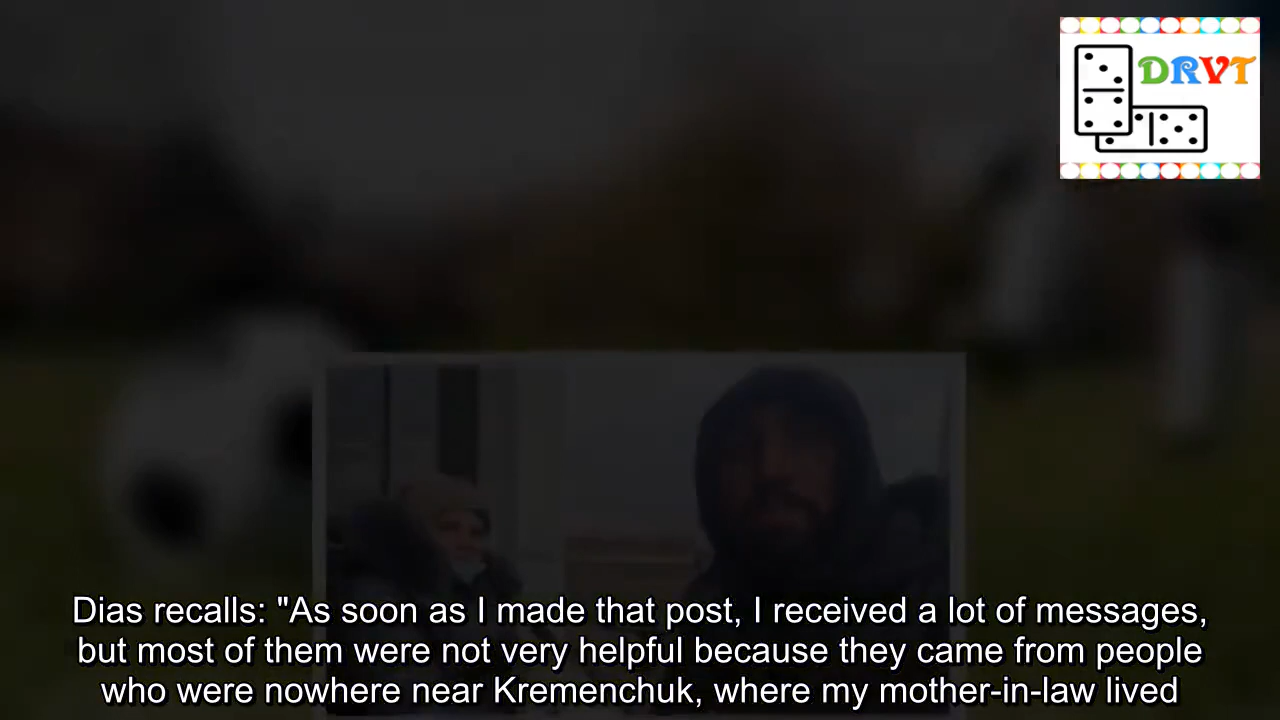 DRVT
Dias recalls: "As soon as I made that post, I received a lot of messages,
but most of them were not very helpful because they came from people
who were nowhere near Kremenchuk, where my mother-in-law lived